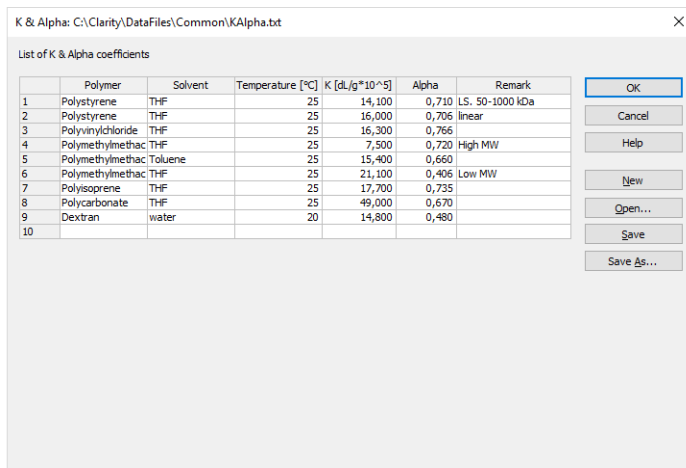 K & Alpha: C:\Clarity\DataFiles\Common\KAlpha.txt
List of K & Alpha coefficients
Polymer Solvent Temperature [°C] K [dL/g*10^5] Alpha Remark
1 Polystyrene THF 25 14,100 0,710 LS. 50-1000 kDa
2 Polystyrene THF 25 16,000 0,706 linear
3 Polyvinylchloride THF 25 16,300 0,766
4 Polymethylmethac THF 25 7,500 0,720 High MW
5 Polymethylmethac Toluene 25 15,400 0,660
6 Polymethylmethac THF 25 21,100 0,406 Low MW
7 Polyisoprene THF 25 17,700 0,735
8 Polycarbonate THF 25 49,000 0,670
9 Dextran water 20 14,800 0,480
10
OK
Cancel
Help
New
Open...
Save
Save As...